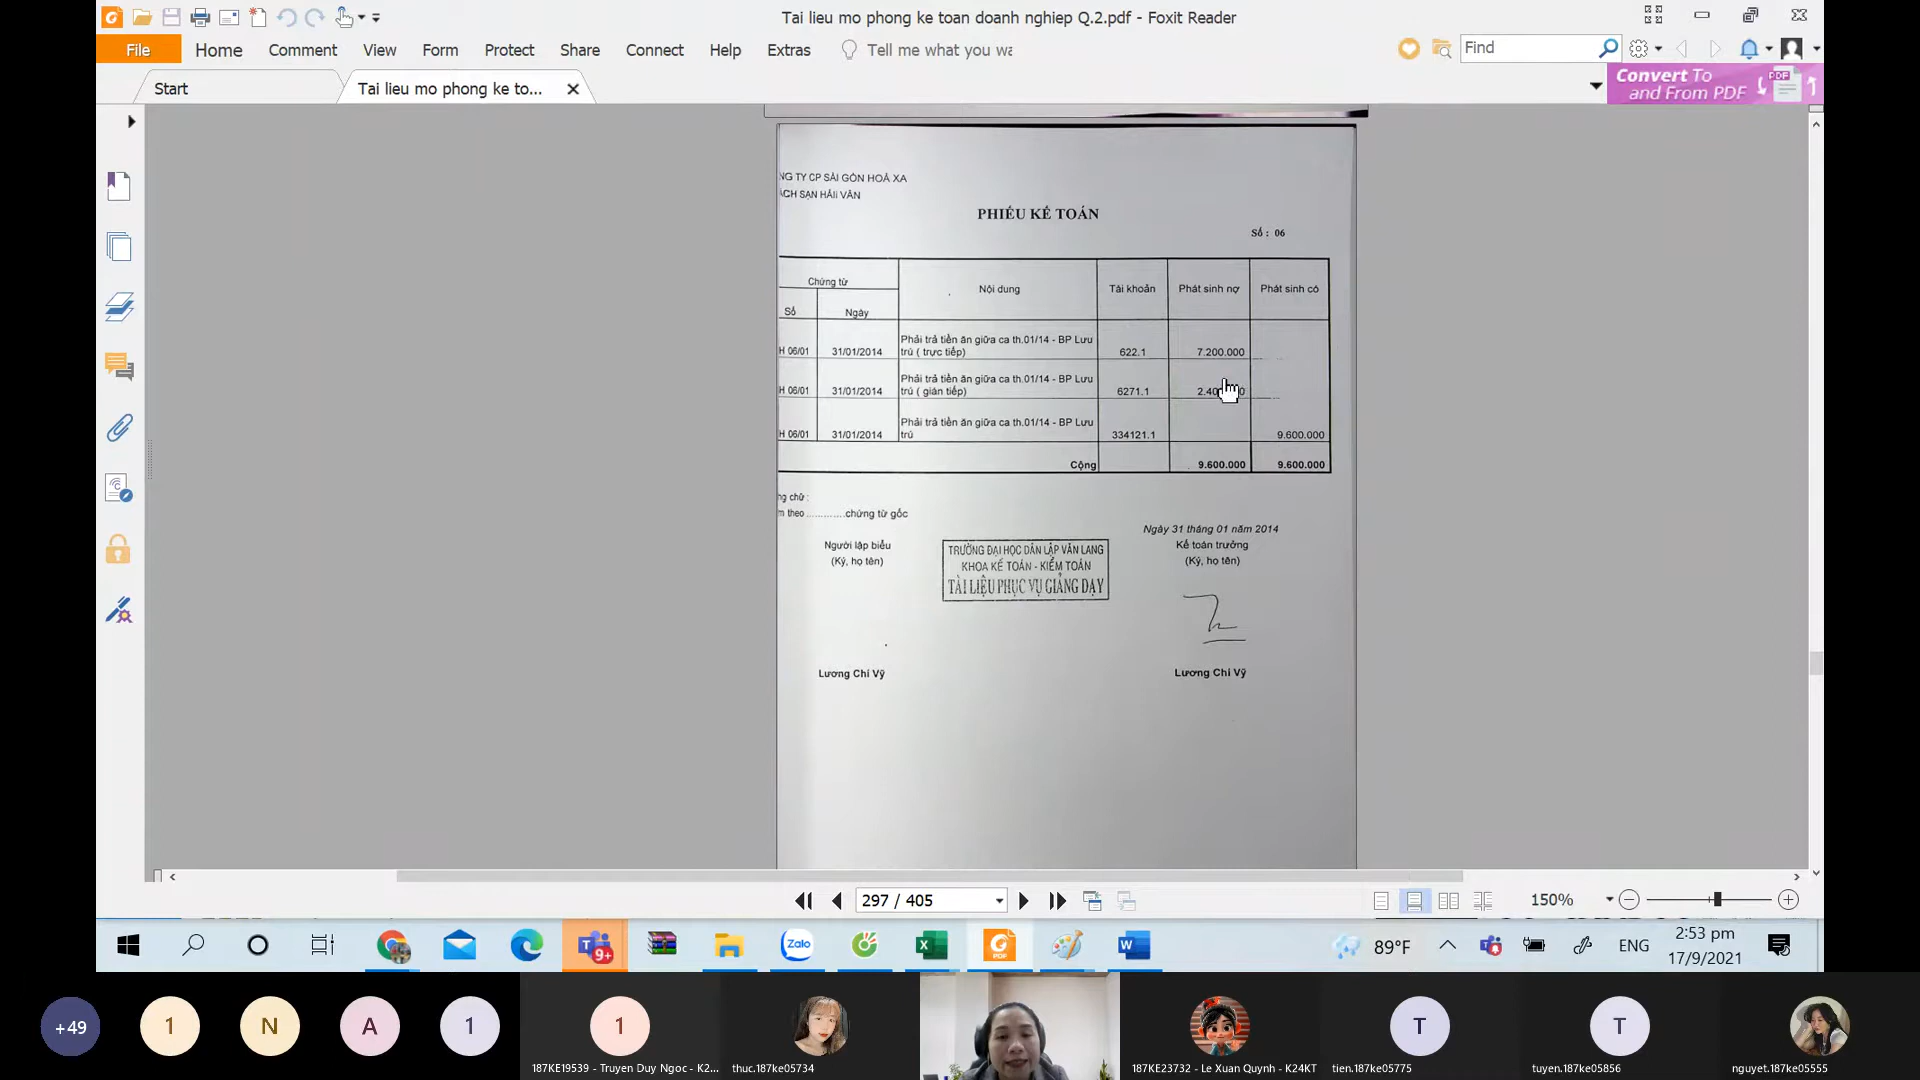 Tai lieu mo phong ke toan doanh nghiep Q.2.pdf - Foxit Reader
File Home Comment View Form Protect Share Connect Help Extras Tell me what you wa Find
Start Tai lieu mo phong ke to...
Convert To
and From PDF
NG TY CP SÀI GÒN HOẢ XA
ÁCH SẠN HẢI VÂN
PHIẾU KẾ TOÁN
Số : 06
Chứng từ Nội dung Tài khoản Phát sinh nợ Phát sinh có
Số Ngày
Phải trả tiền ăn giữa ca th.01/14 - BP Lưu
H 06/01 31/01/2014 trú ( trực tiếp) 622.1 7.200.000
Phải trả tiền ăn giữa ca th.01/14 - BP Lưu
H 06/01 31/01/2014 trú ( gián tiếp) 6271.1
Phải trả tiền ăn giữa ca th.01/14 - BP Lưu
H 06/01 31/01/2014 trú 334121.1 9.600.000
Cộng 9.600.000 9.600.000
ng chữ :
m theo .............chứng từ gốc
Ngày 31 tháng 01 năm 2014
Người lập biểu Kế toán trưởng
(Ký, họ tên) (Ký, họ tên)
TRƯỜNG ĐẠI HỌC DÂN LẬP VĂN LANG
KHOA KẾ TOÁN - KIỂM TOÁN
TÀI LIỆU PHỤC VỤ GIẢNG DẠY
Lương Chí Vỹ Lương Chí Vỹ
297 / 405 150%
9+ Zalo PDF 89°F ENG 2:53 pm
17/9/2021
+49 1 N A 1 1 T T
187KE19539 - Truyen Duy Ngoc - K2... thuc.187ke05734 187KE23732 - Le Xuan Quynh - K24KT tien.187ke05775 tuyen.187ke05856 nguyet.187ke05555